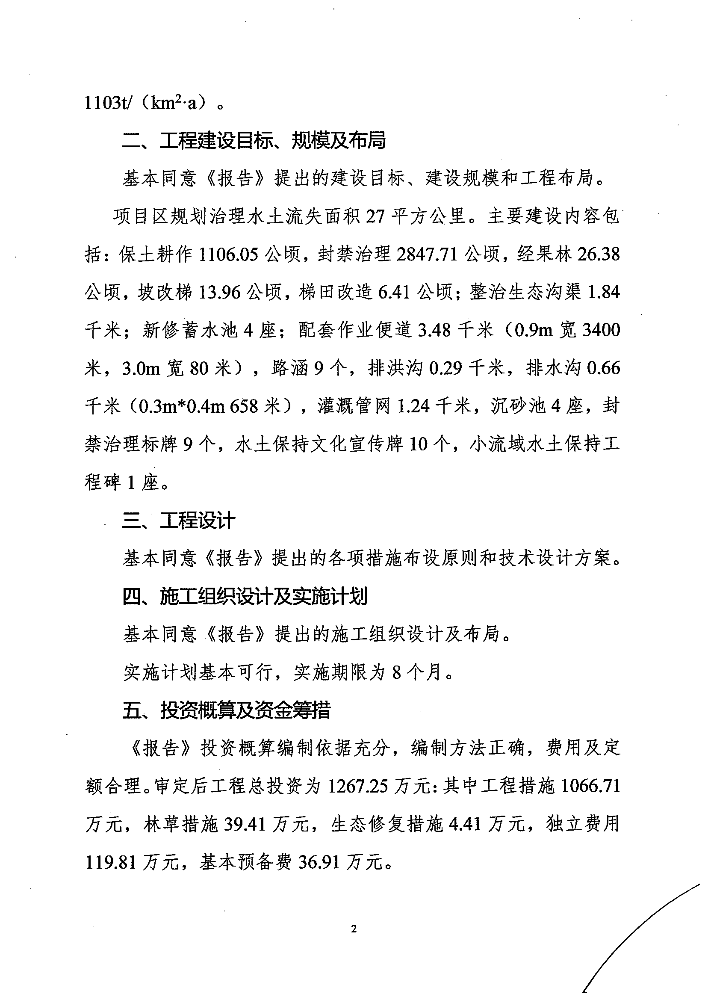 1103t/（km²·a）。
二、工程建设目标、规模及布局
基本同意《报告》提出的建设目标、建设规模和工程布局。
项目区规划治理水土流失面积 27 平方公里。主要建设内容包
括：保土耕作 1106.05 公顷，封禁治理 2847.71 公顷，经果林 26.38
公顷，坡改梯 13.96 公顷，梯田改造 6.41 公顷；整治生态沟渠 1.84
千米；新修蓄水池 4 座；配套作业便道 3.48 千米（0.9m 宽 3400
米，3.0m 宽 80 米），路涵 9 个，排洪沟 0.29 千米，排水沟 0.66
千米（0.3m*0.4m 658 米），灌溉管网 1.24 千米，沉砂池 4 座，封
禁治理标牌 9 个，水土保持文化宣传牌 10 个，小流域水土保持工
程碑 1 座。
三、工程设计
基本同意《报告》提出的各项措施布设原则和技术设计方案。
四、施工组织设计及实施计划
基本同意《报告》提出的施工组织设计及布局。
实施计划基本可行，实施期限为 8 个月。
五、投资概算及资金筹措
《报告》投资概算编制依据充分，编制方法正确，费用及定
额合理。审定后工程总投资为 1267.25 万元：其中工程措施 1066.71
万元，林草措施 39.41 万元，生态修复措施 4.41 万元，独立费用
119.81 万元，基本预备费 36.91 万元。
2